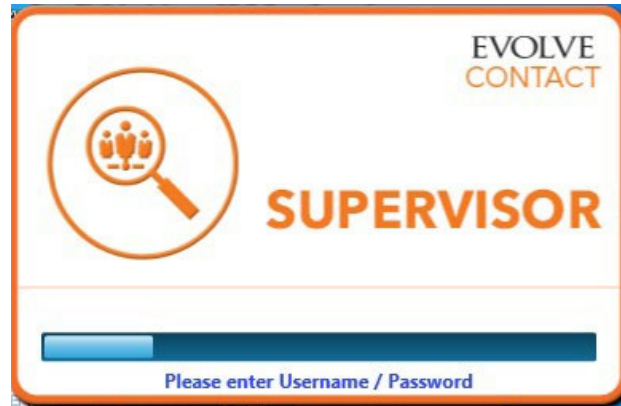 EVOLVE
CONTACT
SUPERVISOR
Please enter Username / Password